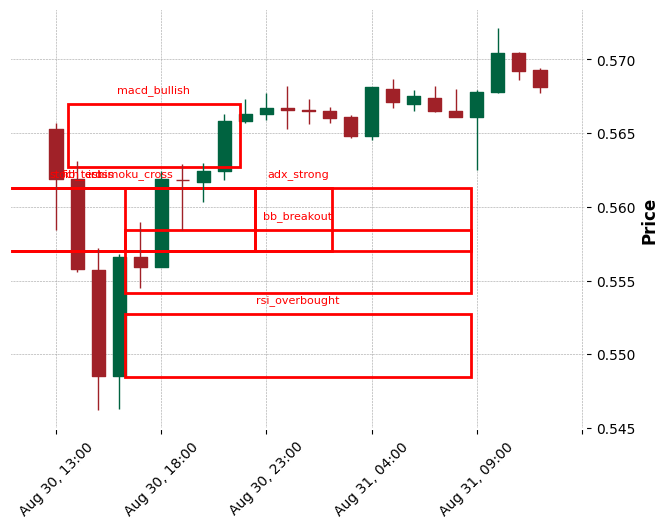 macd_bullish
ichimoku_cross
adx_strong
bb_breakout
rsi_overbought
0.570
0.565
0.560
0.555
0.550
0.545
Price
Aug 30, 13:00
Aug 30, 18:00
Aug 30, 23:00
Aug 31, 04:00
Aug 31, 09:00